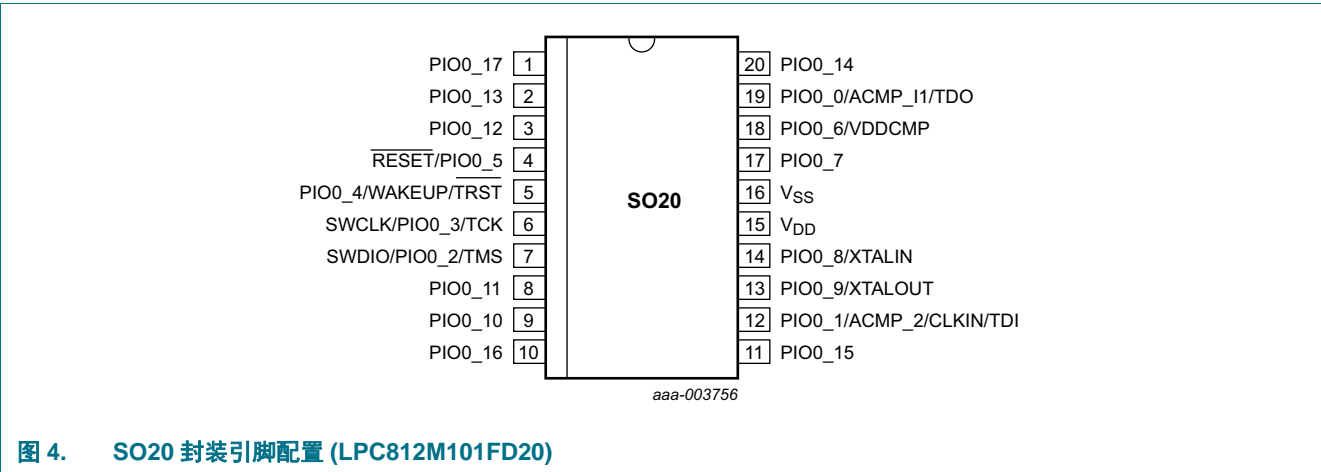 PIO0_17 1
PIO0_13 2
PIO0_12 3
RESET/PIO0_5 4
PIO0_4/WAKEUP/TRST 5
SWCLK/PIO0_3/TCK 6
SWDIO/PIO0_2/TMS 7
PIO0_11 8
PIO0_10 9
PIO0_16 10
SO20
20 PIO0_14
19 PIO0_0/ACMP_I1/TDO
18 PIO0_6/VDDCMP
17 PIO0_7
16 VSS
15 VDD
14 PIO0_8/XTALIN
13 PIO0_9/XTALOUT
12 PIO0_1/ACMP_2/CLKIN/TDI
11 PIO0_15
aaa-003756
图 4. SO20 封装引脚配置 (LPC812M101FD20)